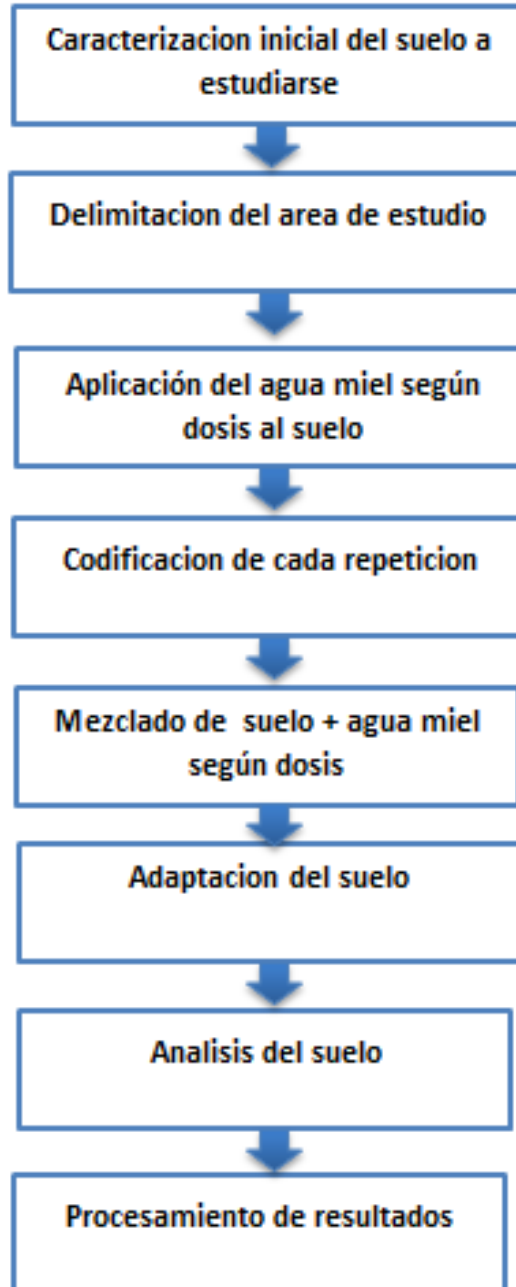 Caracterizacion inicial del suelo a
estudiarse
Delimitacion del area de estudio
Aplicación del agua miel según
dosis al suelo
Codificacion de cada repeticion
Mezclado de suelo + agua miel
según dosis
Adaptacion del suelo
Analisis del suelo
Procesamiento de resultados